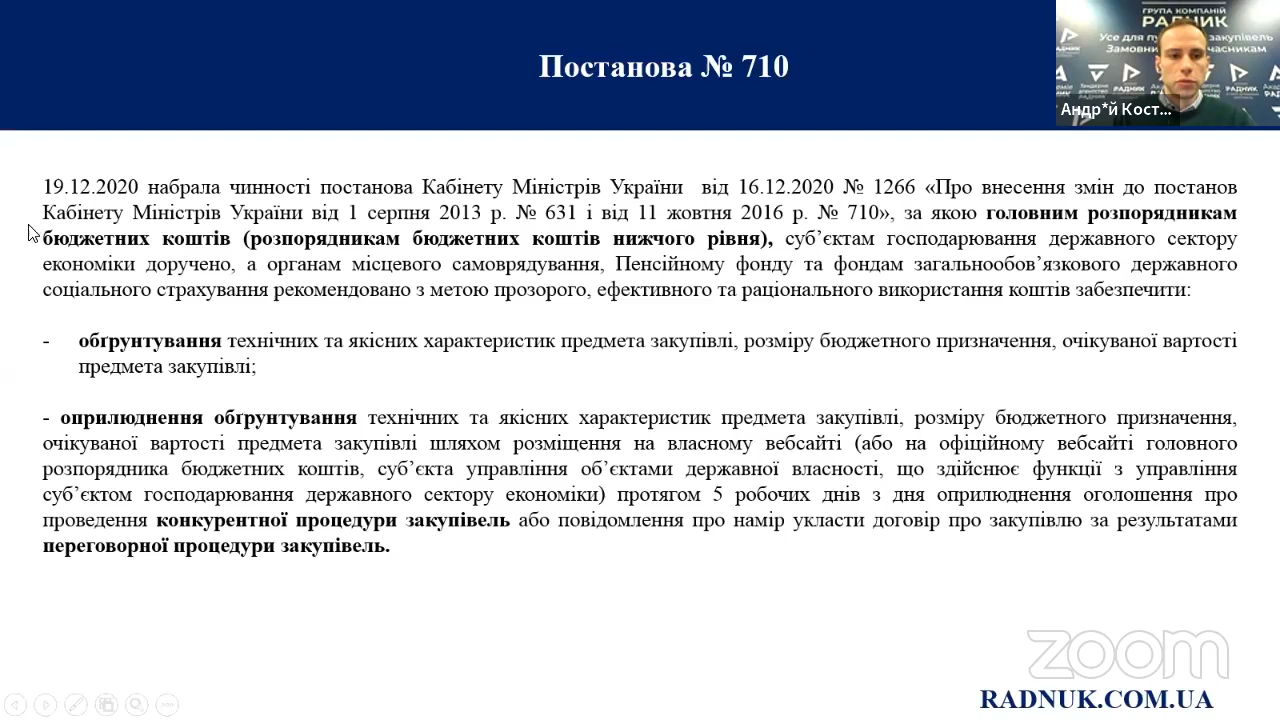 Постанова № 710
ГРУПА КОМПАНІЙ
РАДНИК
Андр*й Кост...
19.12.2020 набрала чинності постанова Кабінету Міністрів України від 16.12.2020 № 1266 «Про внесення змін до постанов
Кабінету Міністрів України від 1 серпня 2013 р. № 631 і від 11 жовтня 2016 р. № 710», за якою головним розпорядникам
бюджетних коштів (розпорядникам бюджетних коштів нижчого рівня), суб’єктам господарювання державного сектору
економіки доручено, а органам місцевого самоврядування, Пенсійному фонду та фондам загальнообов’язкового державного
соціального страхування рекомендовано з метою прозорого, ефективного та раціонального використання коштів забезпечити:
- обґрунтування технічних та якісних характеристик предмета закупівлі, розміру бюджетного призначення, очікуваної вартості
предмета закупівлі;
- оприлюднення обґрунтування технічних та якісних характеристик предмета закупівлі, розміру бюджетного призначення,
очікуваної вартості предмета закупівлі шляхом розміщення на власному вебсайті (або на офіційному вебсайті головного
розпорядника бюджетних коштів, суб’єкта управління об’єктами державної власності, що здійснює функції з управління
суб’єктом господарювання державного сектору економіки) протягом 5 робочих днів з дня оприлюднення оголошення про
проведення конкурентної процедури закупівель або повідомлення про намір укласти договір про закупівлю за результатами
переговорної процедури закупівель.
zoom
RADNUK.COM.UA